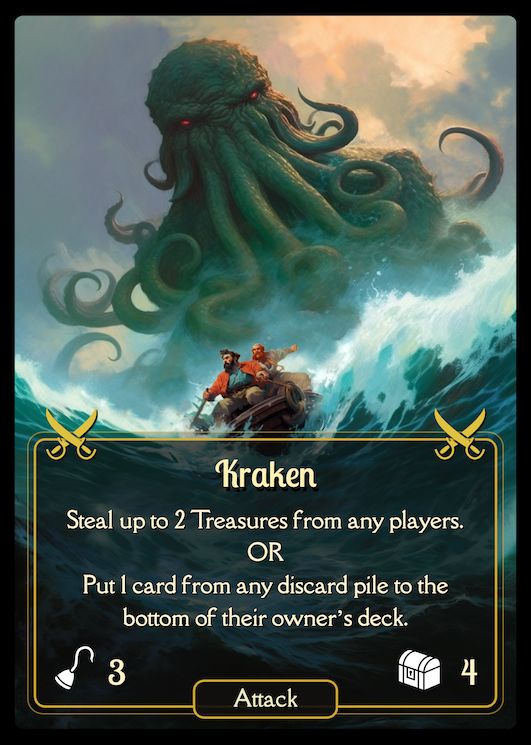 Kraken
Steal up to 2 Treasures from any players.
OR
Put 1 card from any discard pile to the
bottom of their owner's deck.
3
4
Attack